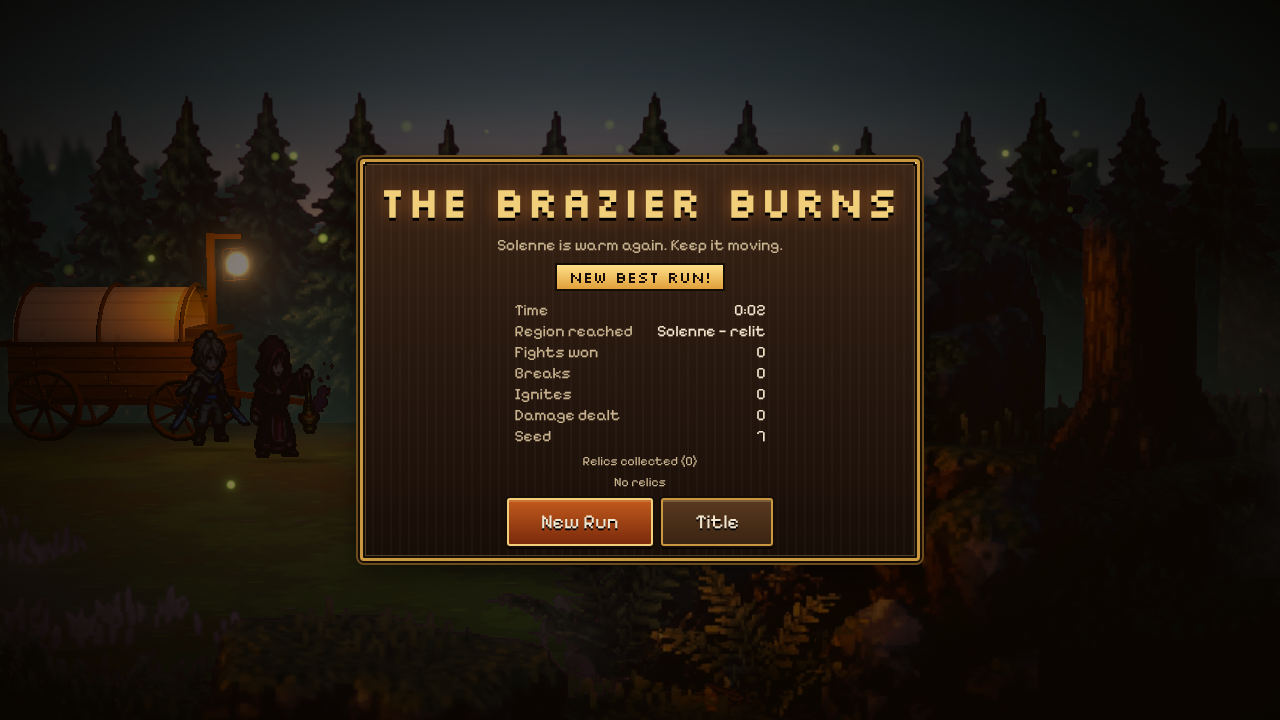 THE BRAZIER BURNS
Solenne is warm again. Keep it moving.
NEW BEST RUN!
Time 0:02
Region reached Solenne – relit
Fights won 0
Breaks 0
Ignites 0
Damage dealt 0
Seed 7
Relics collected (0)
No relics
New Run Title